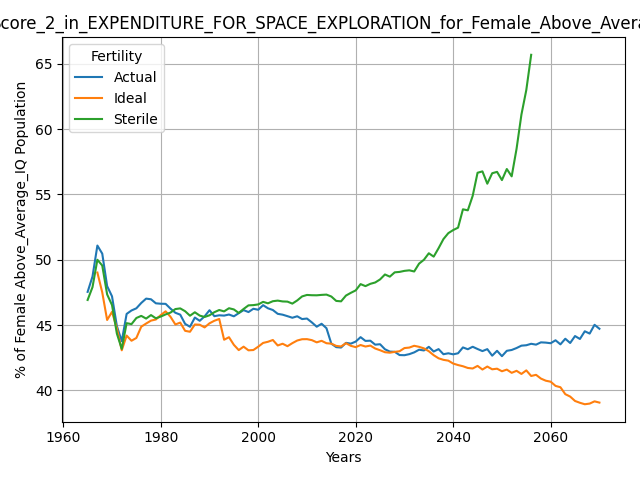 core_2_in_EXPENDITURE_FOR_SPACE_EXPLORATION_for_Female_Above_Avera
Fertility
Actual
Ideal
Sterile
% of Female Above_Average_IQ Population
65
60
55
50
45
40
1960
1980
2000
2020
2040
2060
Years